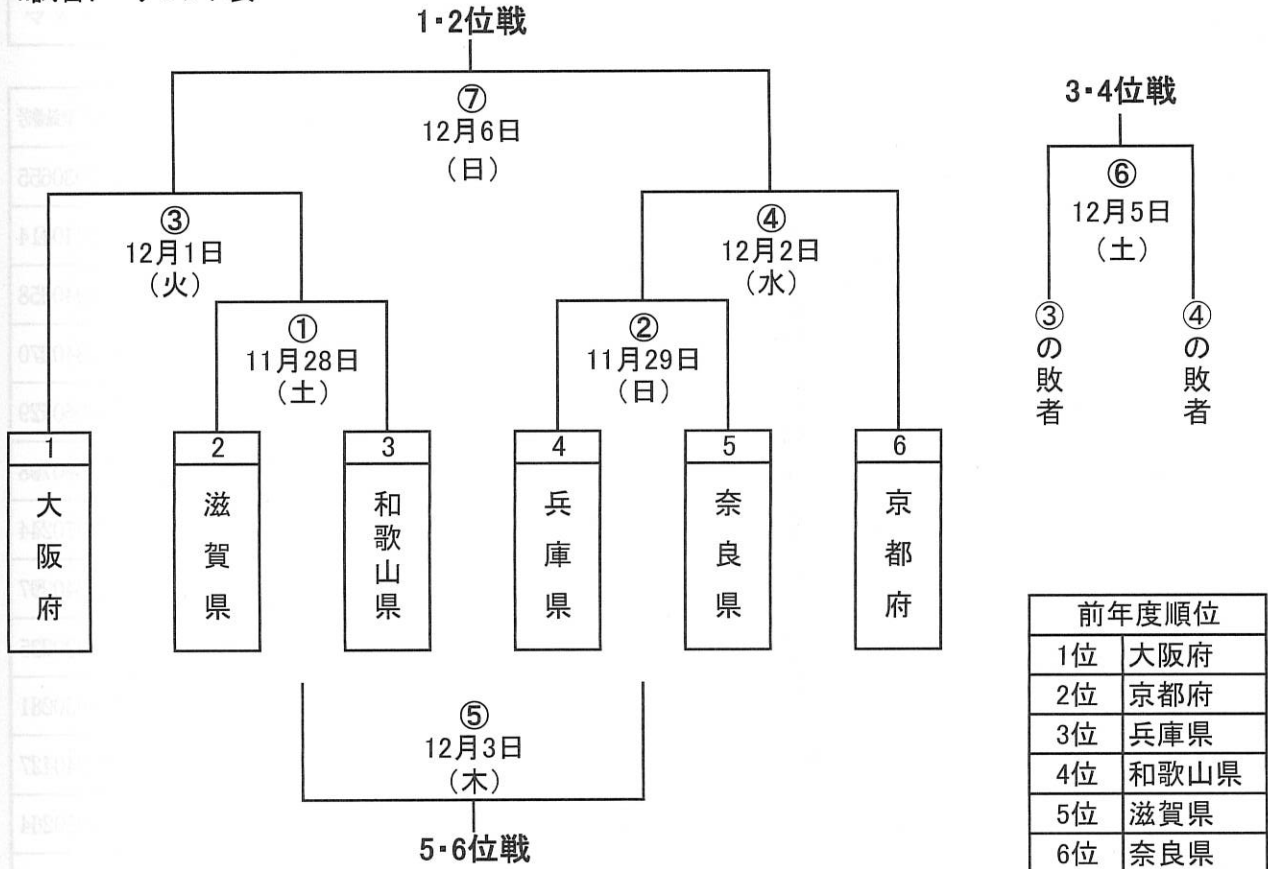 1・2位戦
⑦
12月6日
(日)
3・4位戦
⑥
12月5日
(土)
③の敗者
④の敗者
③
12月1日
(火)
④
12月2日
(水)
①
11月28日
(土)
②
11月29日
(日)
1
大阪府
2
滋賀県
3
和歌山県
4
兵庫県
5
奈良県
6
京都府
⑤
12月3日
(木)
5・6位戦
前年度順位
1位 大阪府
2位 京都府
3位 兵庫県
4位 和歌山県
5位 滋賀県
6位 奈良県